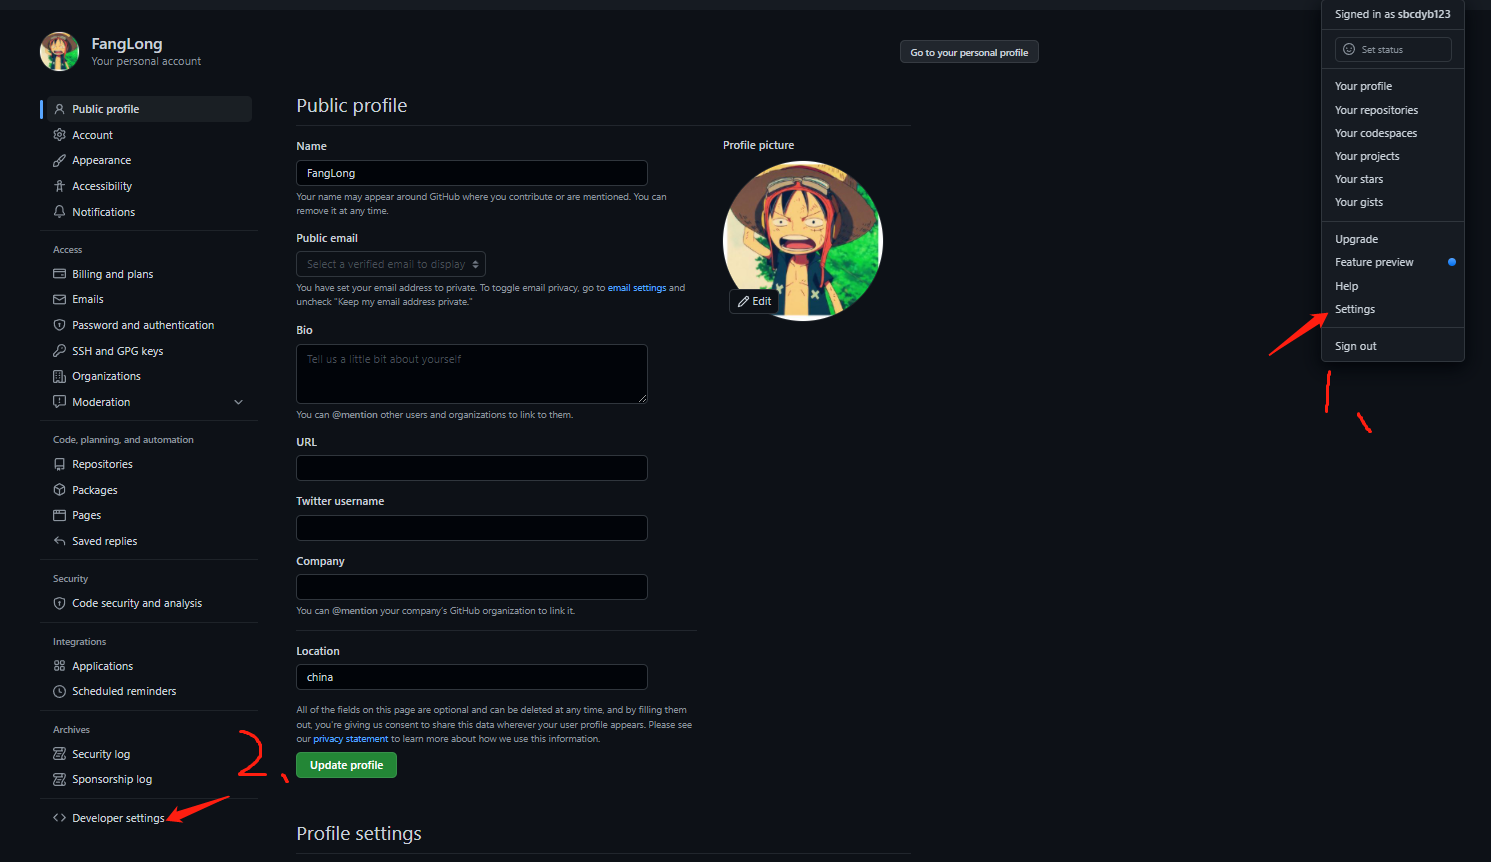 FangLong
Your personal account
Go to your personal profile
Public profile
Account
Appearance
Accessibility
Notifications
Access
Billing and plans
Emails
Password and authentication
SSH and GPG keys
Organizations
Moderation
Code, planning, and automation
Repositories
Packages
Pages
Saved replies
Security
Code security and analysis
Integrations
Applications
Scheduled reminders
Archives
Security log
Sponsorship log
Developer settings
2、
Public profile
Name
FangLong
Your name may appear around GitHub where you contribute or are mentioned. You can
remove it at any time.
Public email
Select a verified email to display
You have set your email address to private. To toggle email privacy, go to email settings and
uncheck "Keep my email address private."
Bio
Tell us a little bit about yourself
You can @mention other users and organizations to link to them.
URL
Twitter username
Company
You can @mention your company's GitHub organization to link it.
Location
china
All of the fields on this page are optional and can be deleted at any time, and by filling them
out, you're giving us consent to share this data wherever your user profile appears. Please see
our privacy statement to learn more about how we use this information.
Update profile
Profile settings
Profile picture
Edit
Signed in as sbcdyb123
Set status
Your profile
Your repositories
Your codespaces
Your projects
Your stars
Your gists
Upgrade
Feature preview
Help
Settings
Sign out
1、